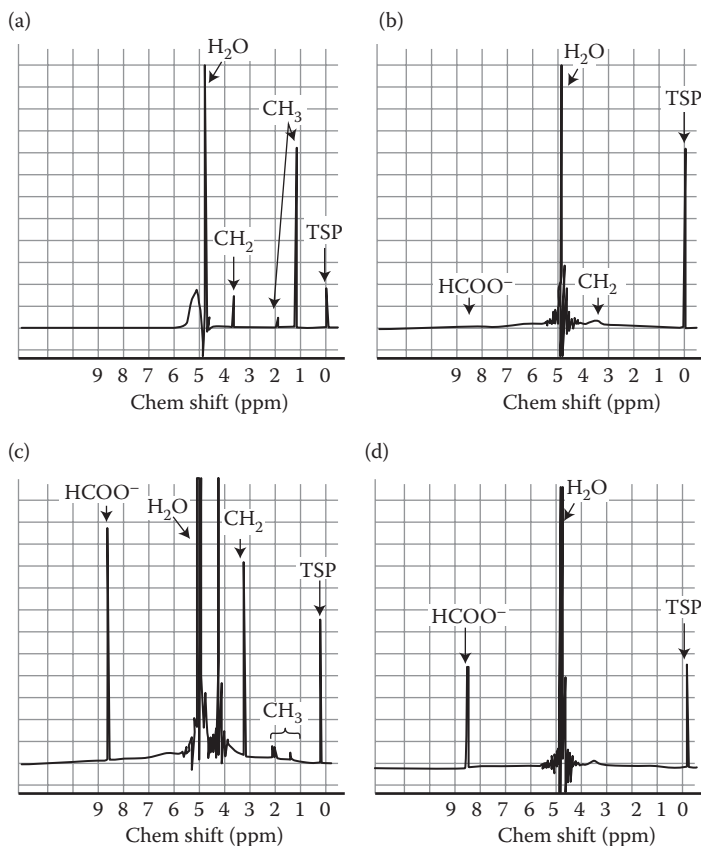 (a)
H₂O
CH₃
CH₂
TSP
9 8 7 6 5 4 3 2 1 0
Chem shift (ppm)
(b)
H₂O
TSP
HCOO⁻
CH₂
9 8 7 6 5 4 3 2 1 0
Chem shift (ppm)
(c)
HCOO⁻
H₂O
CH₂
TSP
CH₃
9 8 7 6 5 4 3 2 1 0
Chem shift (ppm)
(d)
H₂O
HCOO⁻
TSP
9 8 7 6 5 4 3 2 1 0
Chem shift (ppm)